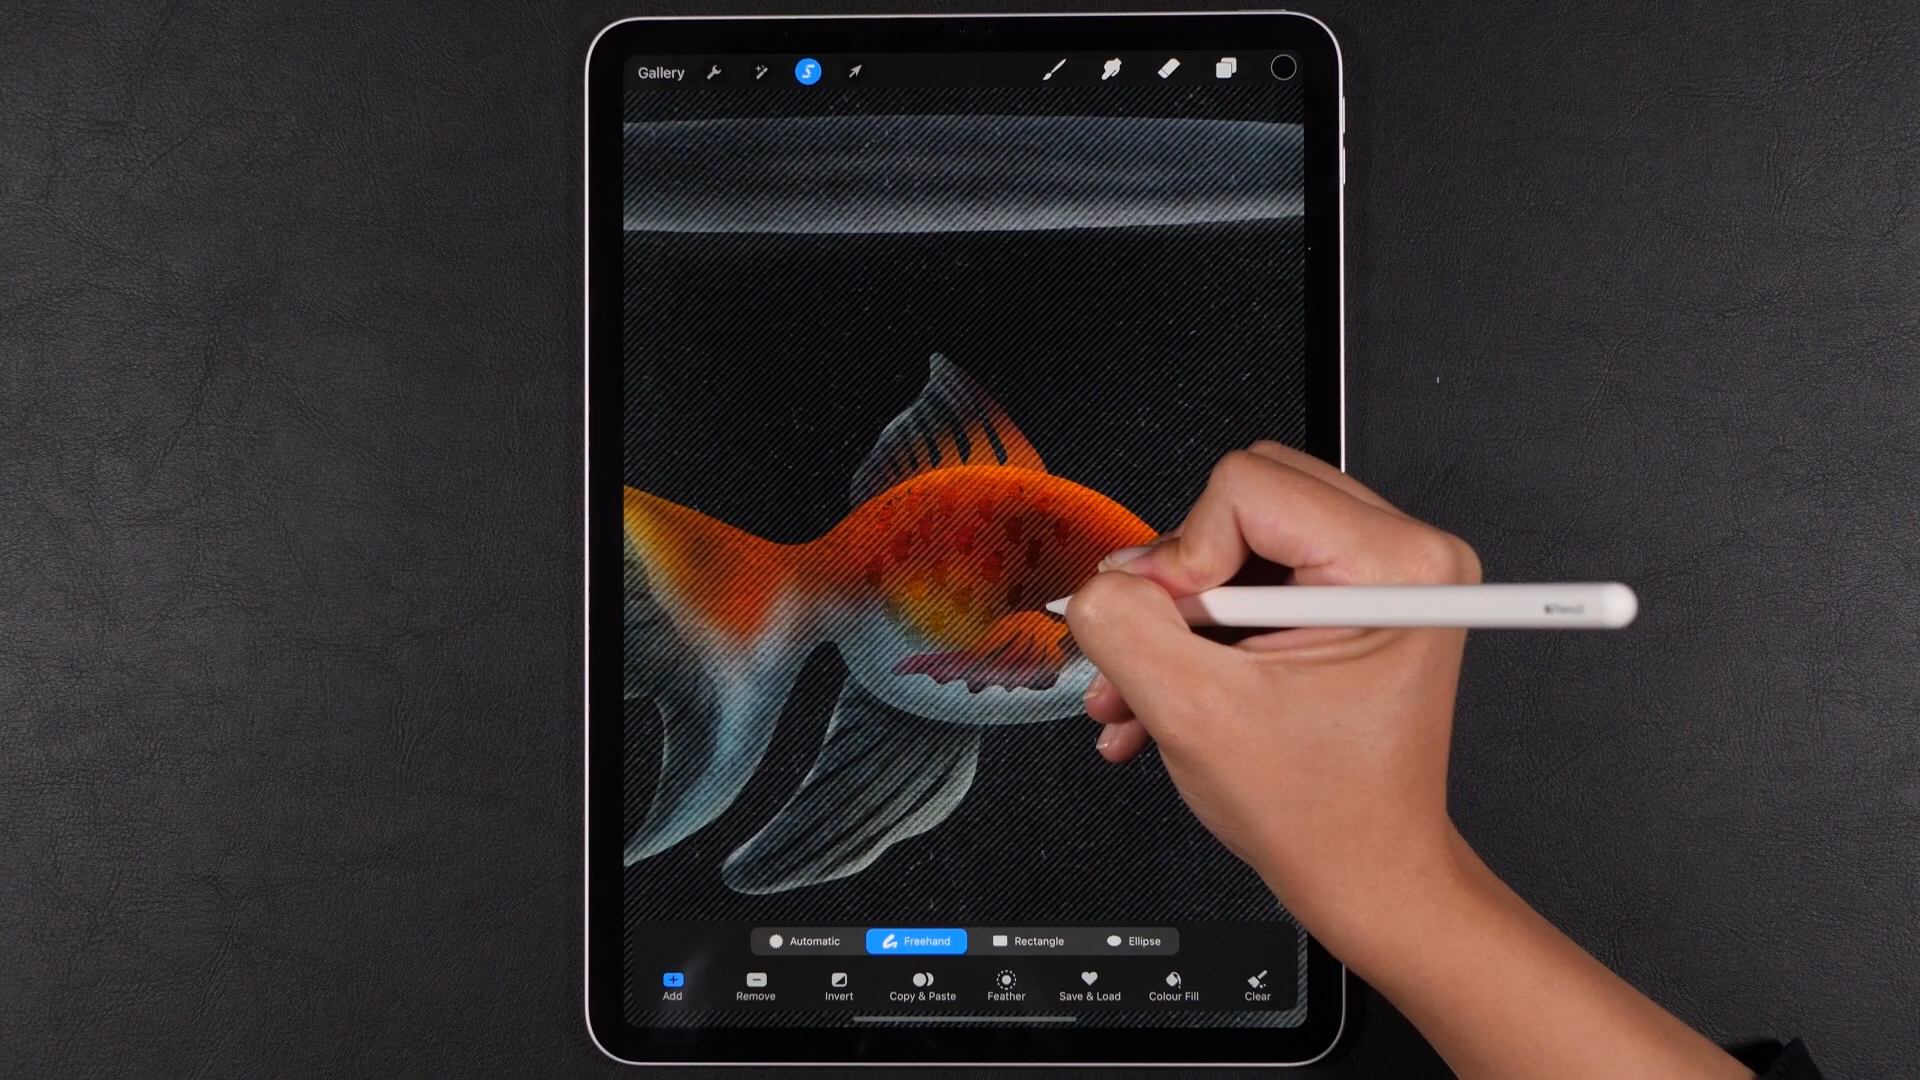 Gallery
Automatic Freehand Rectangle Ellipse
Add Remove Invert Copy & Paste Feather Save & Load Colour Fill Clear